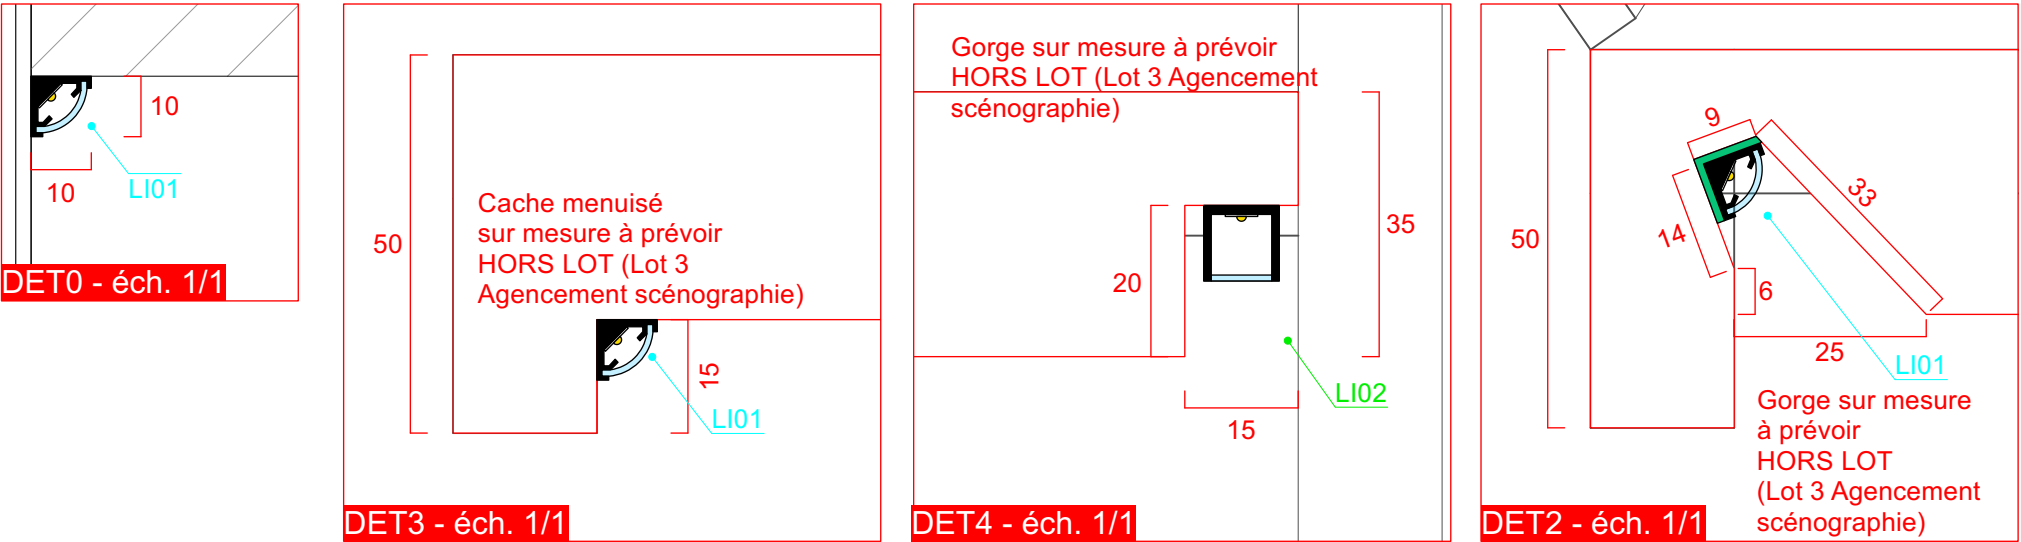 10
10
LI01
DET0 - éch. 1/1
50
Cache menuisé
sur mesure à prévoir
HORS LOT (Lot 3
Agencement scénographie)
15
LI01
DET3 - éch. 1/1
Gorge sur mesure à prévoir
HORS LOT (Lot 3 Agencement
scénographie)
35
20
LI02
15
DET4 - éch. 1/1
9
33
50
14
6
25
LI01
Gorge sur mesure
à prévoir
HORS LOT
(Lot 3 Agencement
scénographie)
DET2 - éch. 1/1